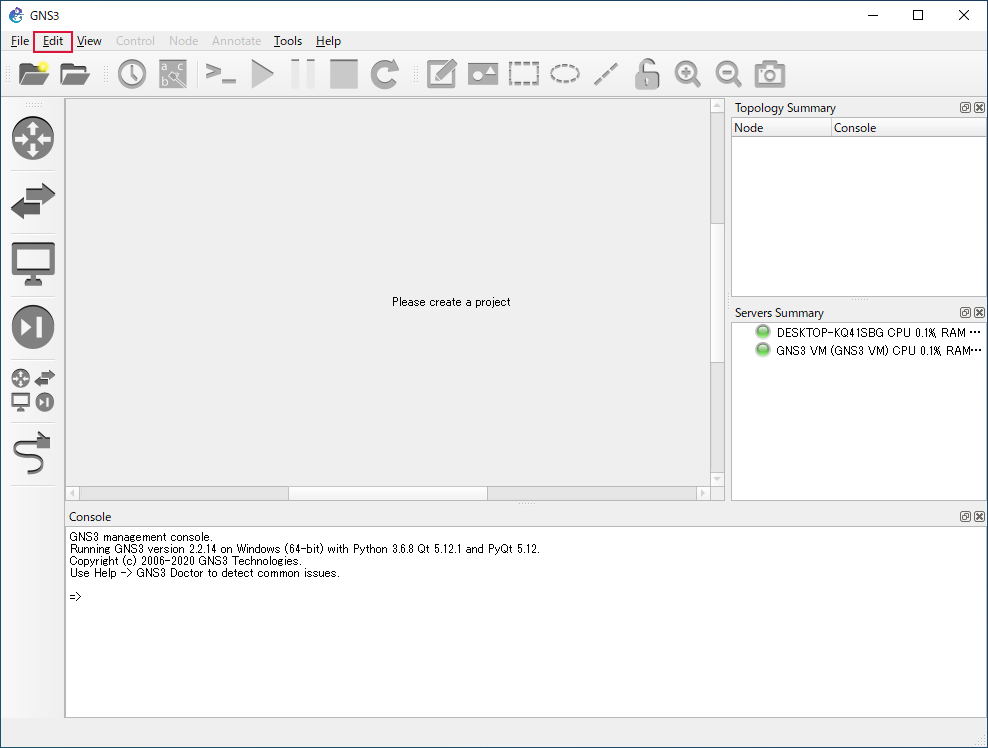 GNS3
File Edit View Control Node Annotate Tools Help
Topology Summary
Node Console
Please create a project
Servers Summary
DESKTOP-KQ41SBG CPU 0.1%, RAM ...
GNS3 VM (GNS3 VM) CPU 0.1%, RAM...
Console
GNS3 management console.
Running GNS3 version 2.2.14 on Windows (64-bit) with Python 3.6.8 Qt 5.12.1 and PyQt 5.12.
Copyright (c) 2006-2020 GNS3 Technologies.
Use Help -> GNS3 Doctor to detect common issues.
=>